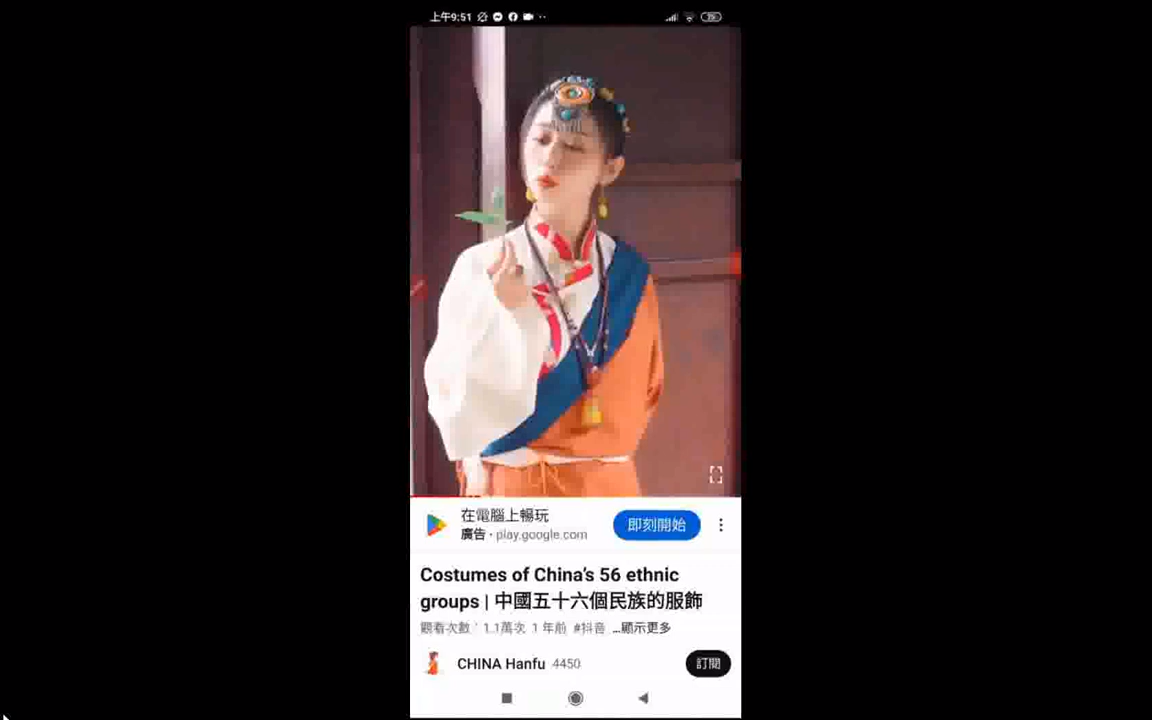 上午9:51
在電腦上暢玩
廣告・play.google.com
即刻開始
Costumes of China's 56 ethnic
groups | 中國五十六個民族的服飾
觀看次數：1.1萬次 1 年前 #抖音 ...顯示更多
CHINA Hanfu 4450
訂閱